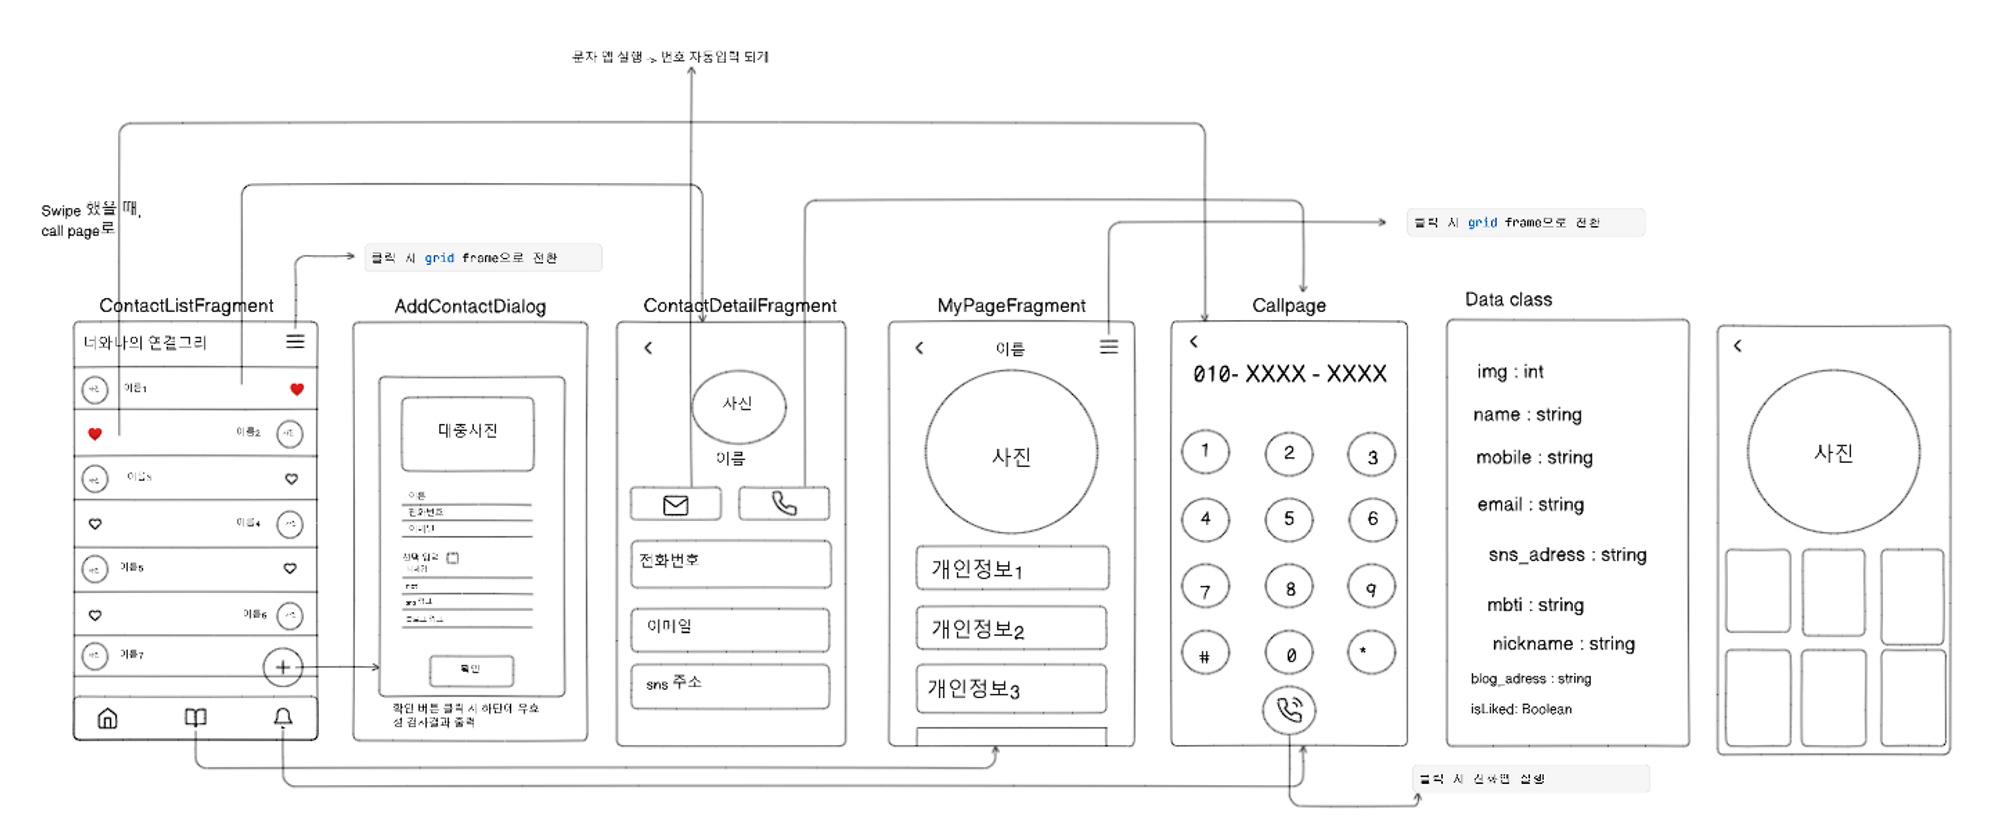 문자 앱 실행 -> 번호 자동입력 되게
Swipe 했을 때,
call page로
클릭 시 grid frame으로 전환
클릭 시 grid frame으로 전환
ContactListFragment
너와나의 연결그리
이름1
이름2
이름3
이름4
이름5
이름6
이름7
+
AddContactDialog
대중사진
이름
전화번호
이메일
선택 입력
확인
확인 버튼 클릭 시 하단에 유효
성 검사결과 출력
ContactDetailFragment
사진
이름
전화번호
이메일
sns 주소
MyPageFragment
이름
사진
개인정보1
개인정보2
개인정보3
Callpage
010- XXXX - XXXX
1 2 3
4 5 6
7 8 9
# 0 *
클릭 시 전화앱 실행
Data class
img : int
name : string
mobile : string
email : string
sns_adress : string
mbti : string
nickname : string
blog_adress : string
isLiked: Boolean
사진